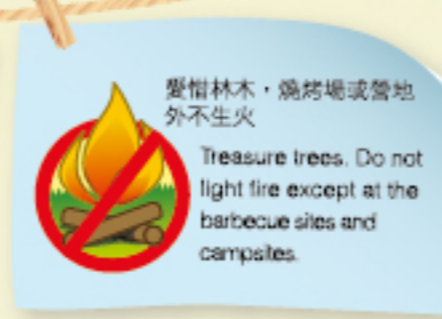 愛惜林木，燒烤場或營地
外不生火
Treasure trees. Do not
light fire except at the
barbecue sites and
campsites.